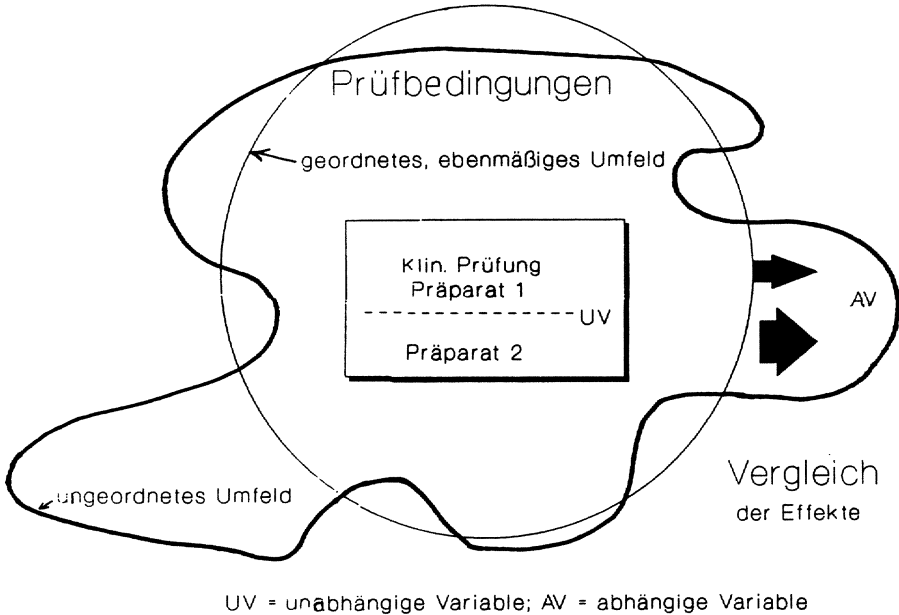 Prüfbedingungen
geordnetes, ebenmäßiges Umfeld
Klin. Prüfung
Präparat 1
UV
Präparat 2
AV
ungeordnetes Umfeld
Vergleich
der Effekte
UV = unabhängige Variable; AV = abhängige Variable